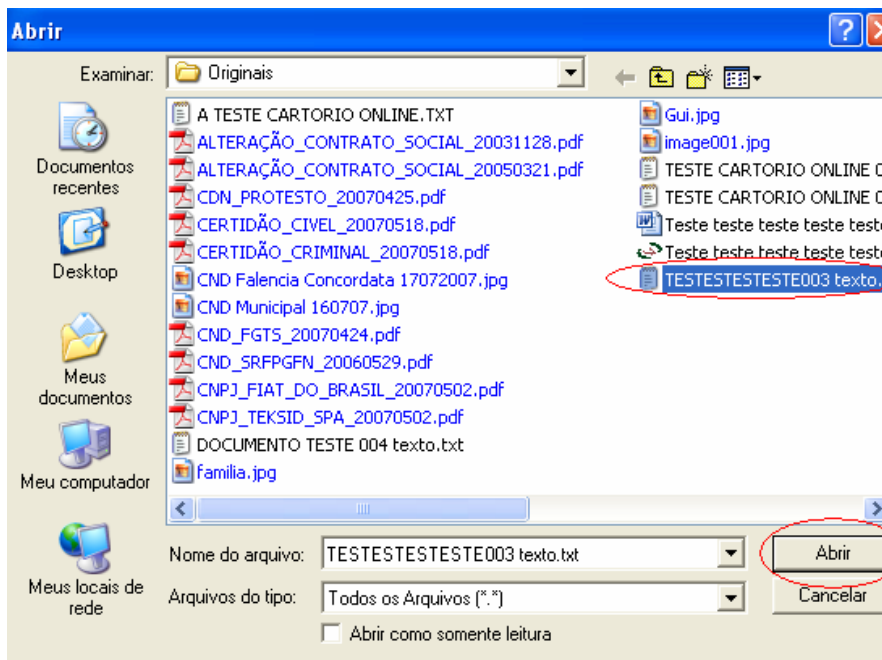 Abrir
Examinar: Originais
Documentos recentes
Desktop
Meus documentos
Meu computador
Meus locais de rede
A TESTE CARTORIO ONLINE.TXT
ALTERAÇÃO_CONTRATO_SOCIAL_20031128.pdf
ALTERAÇÃO_CONTRATO_SOCIAL_20050321.pdf
CDN_PROTESTO_20070425.pdf
CERTIDÃO_CIVEL_20070518.pdf
CERTIDÃO_CRIMINAL_20070518.pdf
CND Falencia Concordata 17072007.jpg
CND Municipal 160707.jpg
CND_FGTS_20070424.pdf
CND_SRFPGFN_20060529.pdf
CNPJ_FIAT_DO_BRASIL_20070502.pdf
CNPJ_TEKSID_SPA_20070502.pdf
DOCUMENTO TESTE 004 texto.txt
familia.jpg
Gui.jpg
image001.jpg
TESTE CARTORIO ONLINE
TESTE CARTORIO ONLINE
Teste teste teste teste
Teste teste teste teste
TESTESTESTESTE003 texto.
Nome do arquivo: TESTESTESTESTE003 texto.txt
Abrir
Arquivos do tipo: Todos os Arquivos (*.*)
Cancelar
Abrir como somente leitura